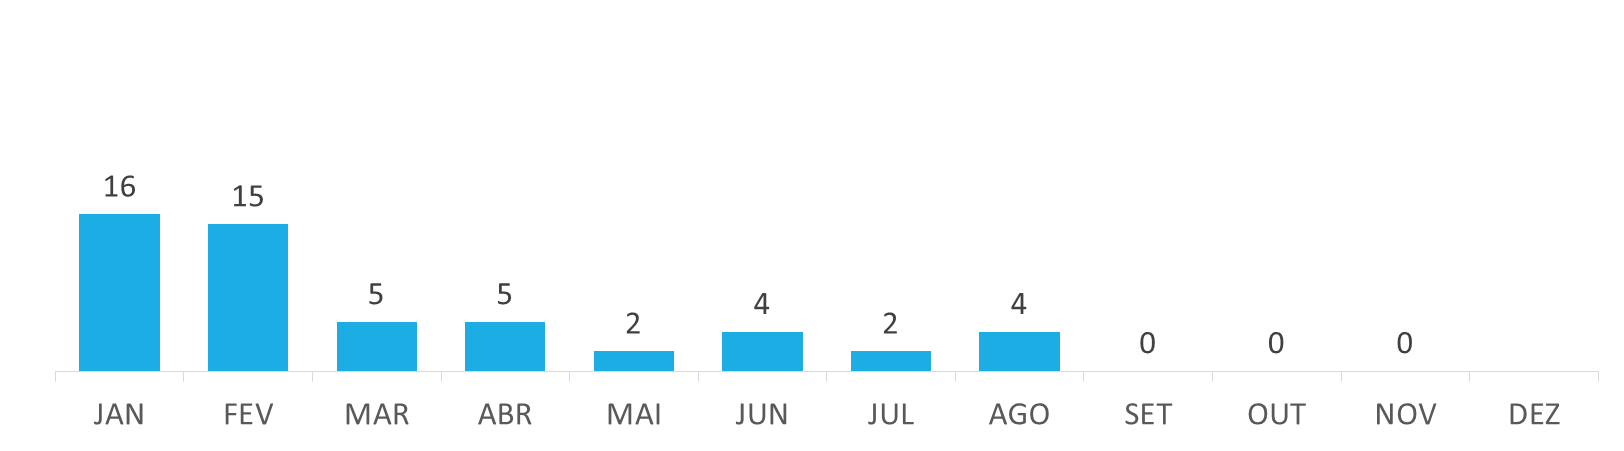 16
15
5 5 2 4 2 4 0 0 0
JAN FEV MAR ABR MAI JUN JUL AGO SET OUT NOV DEZ